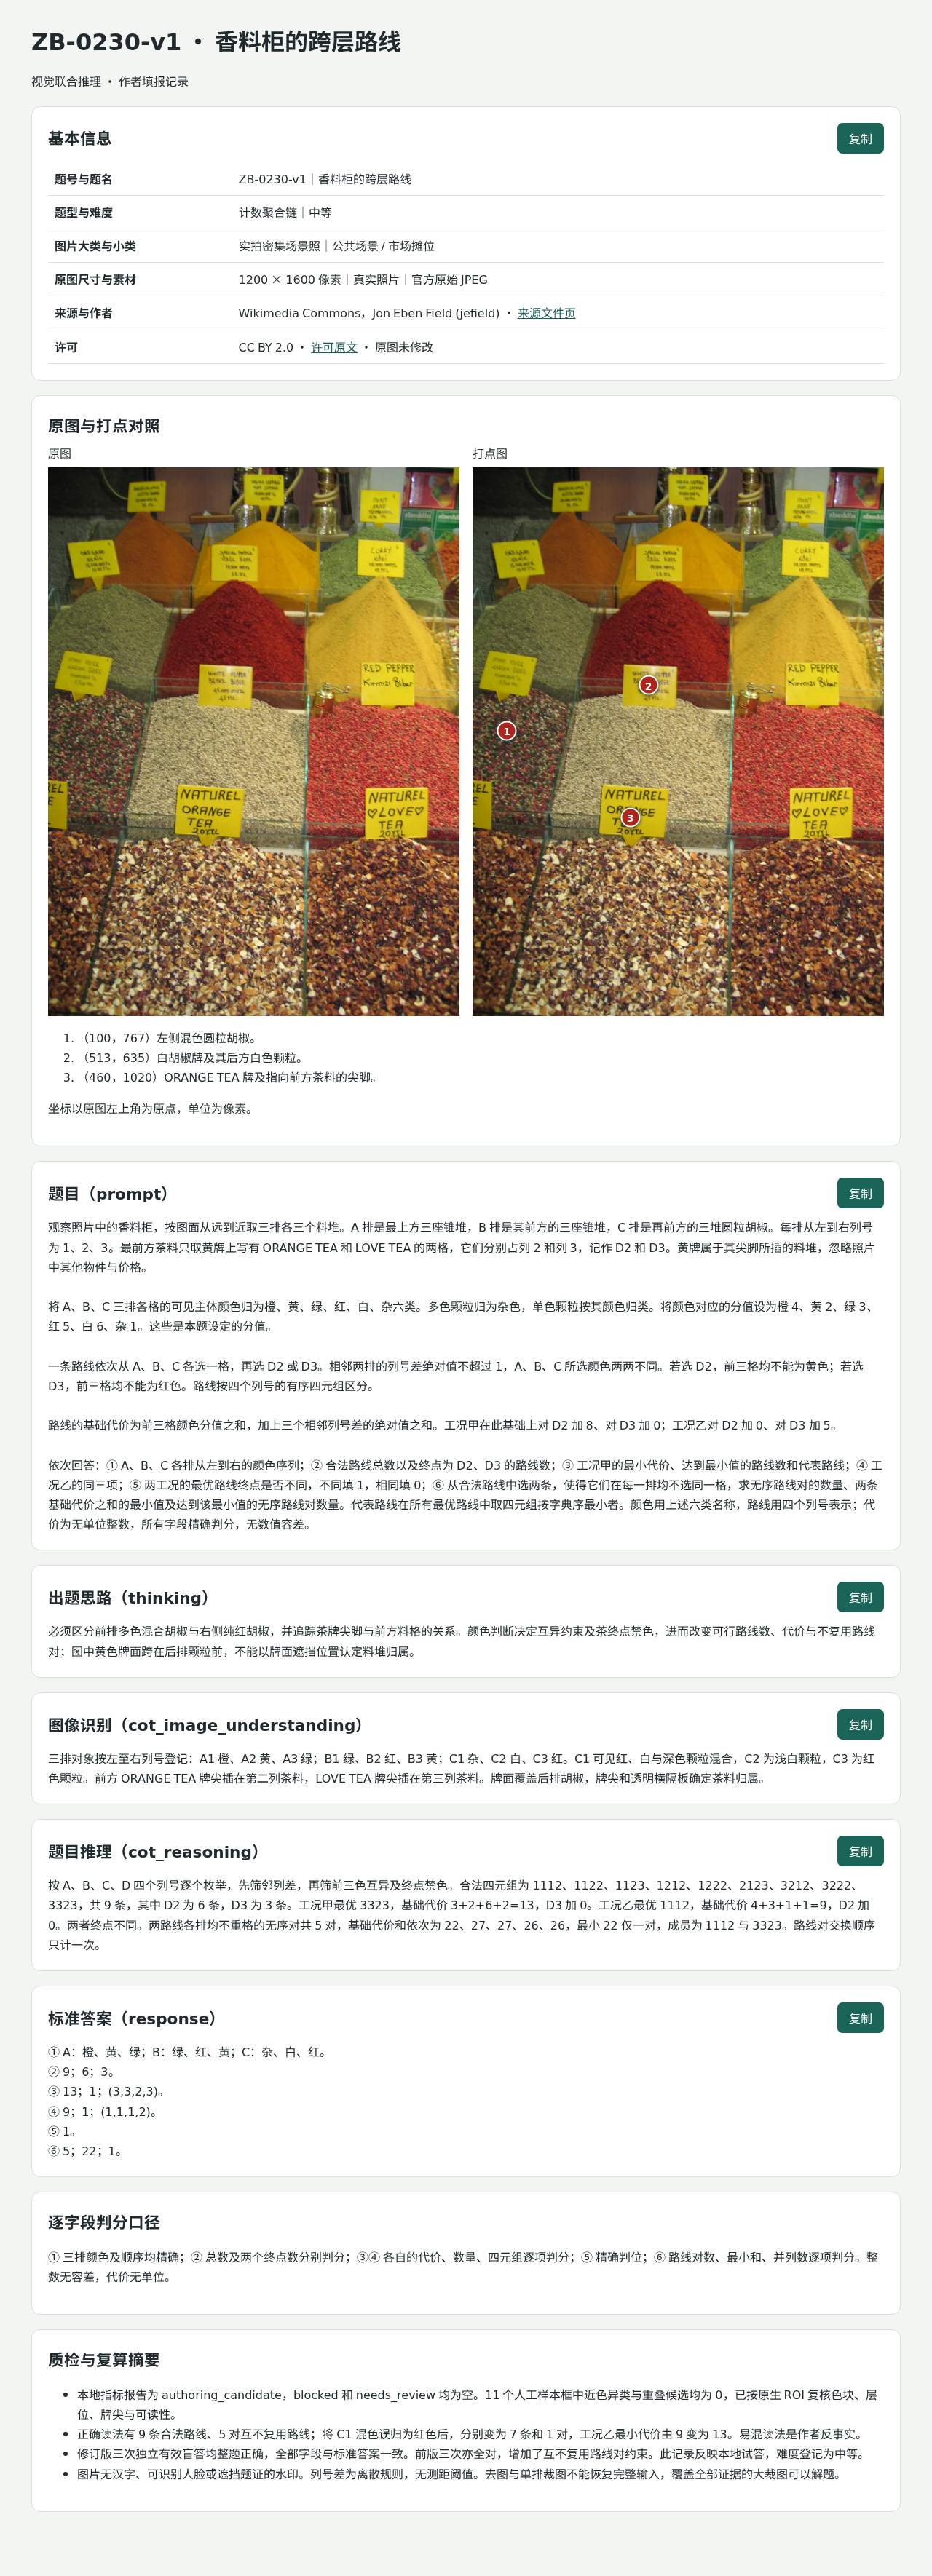 ZB-0230-v1 · 香料柜的跨层路线
视觉联合推理 · 作者填报记录
基本信息
复制
题号与题名 ZB-0230-v1｜香料柜的跨层路线
题型与难度 计数聚合链｜中等
图片大类与小类 实拍密集场景照｜公共场景 / 市场摊位
原图尺寸与素材 1200 × 1600 像素｜真实照片｜官方原始 JPEG
来源与作者 Wikimedia Commons，Jon Eben Field (jefield) · 来源文件页
许可 CC BY 2.0 · 许可原文 · 原图未修改
原图与打点对照
原图
打点图
CURRY
RED PEPPER
Kırmızı Biber
NATUREL
ORANGE
TEA
20TL
NATUREL
♡LOVE♡
TEA
CURRY
2
RED PEPPER
Kırmızı Biber
1
NATUREL
3
NATUREL
♡LOVE♡
TEA
1. （100，767）左侧混色圆粒胡椒。
2. （513，635）白胡椒牌及其后方白色颗粒。
3. （460，1020）ORANGE TEA 牌及指向前方茶料的尖脚。
坐标以原图左上角为原点，单位为像素。
题目（prompt）
复制
观察照片中的香料柜，按图面从远到近取三排各三个料堆。A 排是最上方三座锥堆，B 排是其前方的三座锥堆，C 排是再前方的三堆圆粒胡椒。每排从左到右列号
为 1、2、3。最前方茶料只取黄牌上写有 ORANGE TEA 和 LOVE TEA 的两格，它们分别占列 2 和列 3，记作 D2 和 D3。黄牌属于其尖脚所插的料堆，忽略照片
中其他物件与价格。
将 A、B、C 三排各格的可见主体颜色归为橙、黄、绿、红、白、杂六类。多色颗粒归为杂色，单色颗粒按其颜色归类。将颜色对应的分值设为橙 4、黄 2、绿 3、
红 5、白 6、杂 1。这些是本题设定的分值。
一条路线依次从 A、B、C 各选一格，再选 D2 或 D3。相邻两排的列号差绝对值不超过 1，A、B、C 所选颜色两两不同。若选 D2，前三格均不能为黄色；若选
D3，前三格均不能为红色。路线按四个列号的有序四元组区分。
路线的基础代价为前三格颜色分值之和，加上三个相邻列号差的绝对值之和。工况甲在此基础上对 D2 加 8、对 D3 加 0；工况乙对 D2 加 0、对 D3 加 5。
依次回答：① A、B、C 各排从左到右的颜色序列；② 合法路线总数以及终点为 D2、D3 的路线数；③ 工况甲的最小代价、达到最小值的路线数和代表路线；④ 工
况乙的同三项；⑤ 两工况的最优路线终点是否不同，不同填 1，相同填 0；⑥ 从合法路线中选两条，使得它们在每一排均不选同一格，求无序路线对的数量、两条
基础代价之和的最小值及达到该最小值的无序路线对数量。代表路线在所有最优路线中取四元组按字典序最小者。颜色用上述六类名称，路线用四个列号表示；代
价为无单位整数，所有字段精确判分，无数值容差。
出题思路（thinking）
复制
必须区分前排多色混合胡椒与右侧纯红胡椒，并追踪茶牌尖脚与前方料格的关系。颜色判断决定互异约束及茶终点禁色，进而改变可行路线数、代价与不复用路线
对；图中黄色牌面跨在后排颗粒前，不能以牌面遮挡位置认定料堆归属。
图像识别（cot_image_understanding）
复制
三排对象按左至右列号登记：A1 橙、A2 黄、A3 绿；B1 绿、B2 红、B3 黄；C1 杂、C2 白、C3 红。C1 可见红、白与深色颗粒混合，C2 为浅白颗粒，C3 为红
色颗粒。前方 ORANGE TEA 牌尖插在第二列茶料，LOVE TEA 牌尖插在第三列茶料。牌面覆盖后排胡椒，牌尖和透明横隔板确定茶料归属。
题目推理（cot_reasoning）
复制
按 A、B、C、D 四个列号逐个枚举，先筛邻列差，再筛前三色互异及终点禁色。合法四元组为 1112、1122、1123、1212、1222、2123、3212、3222、
3323，共 9 条，其中 D2 为 6 条，D3 为 3 条。工况甲最优 3323，基础代价 3+2+6+2=13，D3 加 0。工况乙最优 1112，基础代价 4+3+1+1=9，D2 加
0。两者终点不同。两路线各排均不重格的无序对共 5 对，基础代价和依次为 22、27、27、26、26，最小 22 仅一对，成员为 1112 与 3323。路线对交换顺序
只计一次。
标准答案（response）
复制
① A：橙、黄、绿；B：绿、红、黄；C：杂、白、红。
② 9；6；3。
③ 13；1；(3,3,2,3)。
④ 9；1；(1,1,1,2)。
⑤ 1。
⑥ 5；22；1。
逐字段判分口径
① 三排颜色及顺序均精确；② 总数及两个终点数分别判分；③④ 各自的代价、数量、四元组逐项判分；⑤ 精确判位；⑥ 路线对数、最小和、并列数逐项判分。整
数无容差，代价无单位。
质检与复算摘要
• 本地指标报告为 authoring_candidate，blocked 和 needs_review 均为空。11 个人工样本框中近色异类与重叠候选均为 0，已按原生 ROI 复核色块、层
位、牌尖与可读性。
• 正确读法有 9 条合法路线、5 对互不复用路线；将 C1 混色误归为红色后，分别变为 7 条和 1 对，工况乙最小代价由 9 变为 13。易混读法是作者反事实。
• 修订版三次独立有效盲答均整题正确，全部字段与标准答案一致。前版三次亦全对，增加了互不复用路线对约束。此记录反映本地试答，难度登记为中等。
• 图片无汉字、可识别人脸或遮挡题证的水印。列号差为离散规则，无测距阈值。去图与单排裁图不能恢复完整输入，覆盖全部证据的大裁图可以解题。